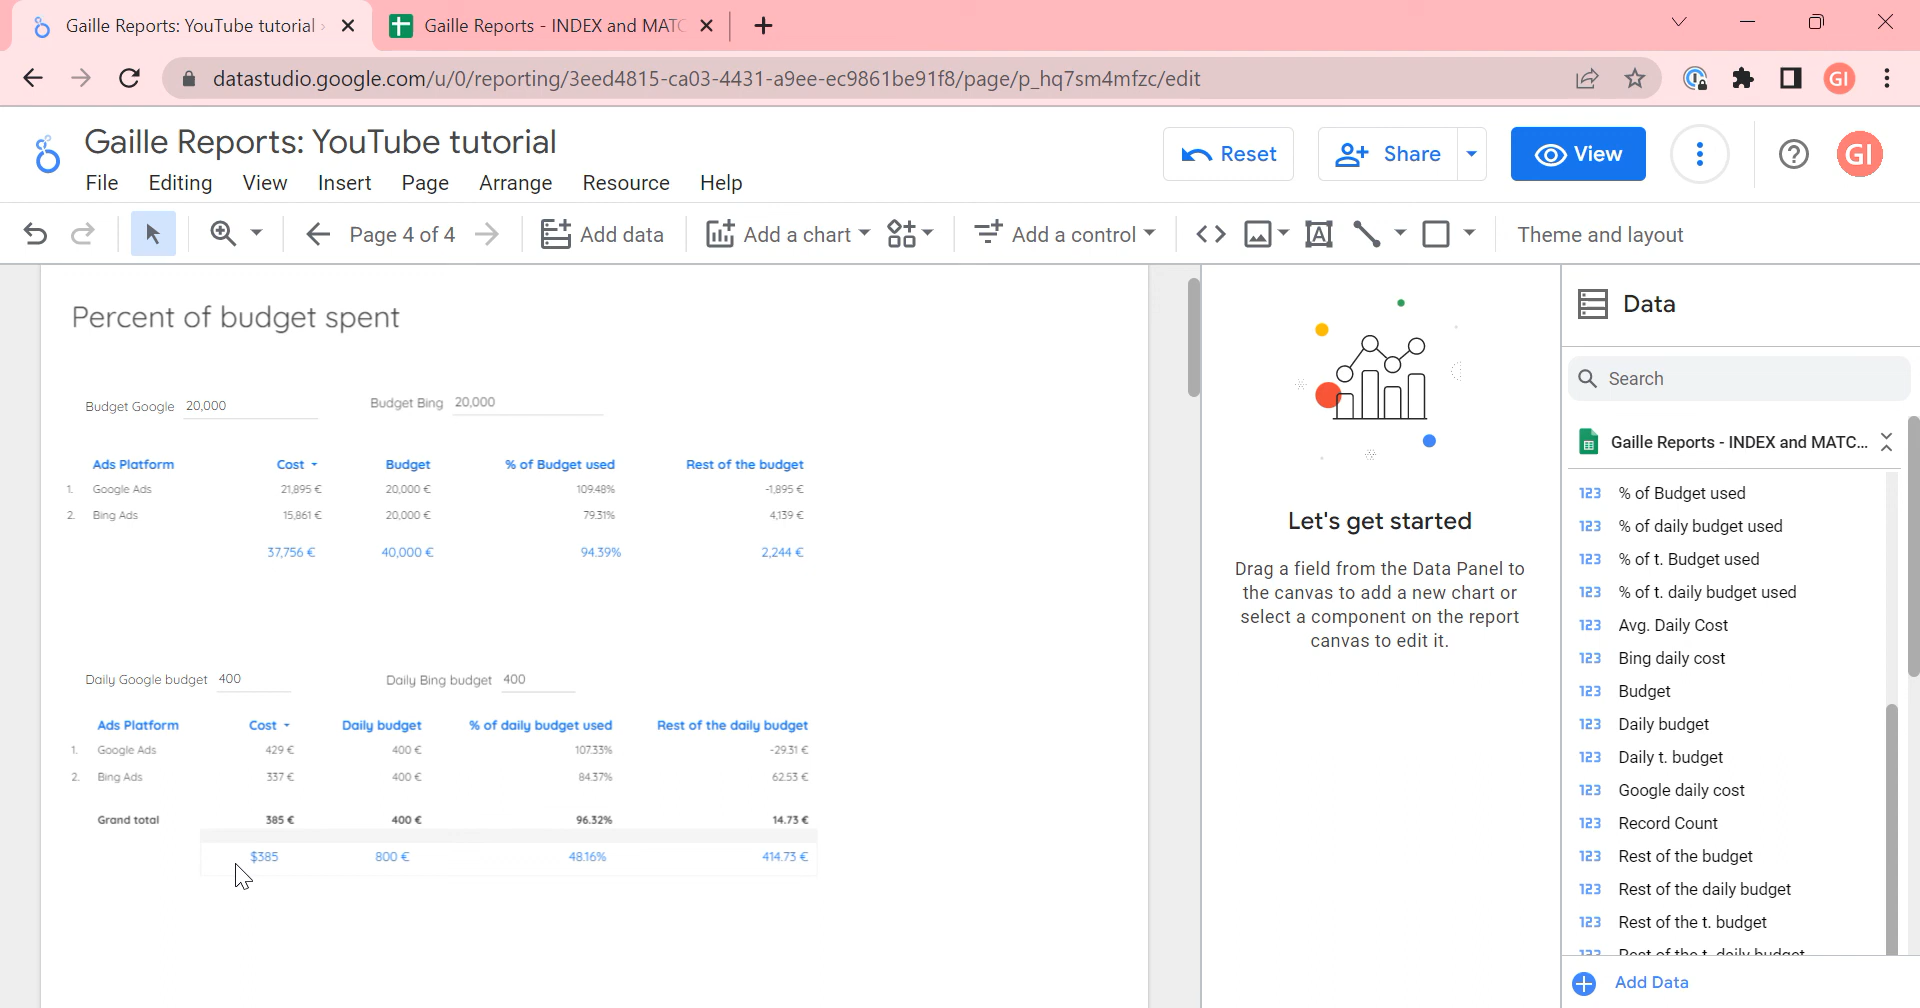 Gaille Reports: YouTube tutorial
Gaille Reports - INDEX and MATC
datastudio.google.com/u/0/reporting/3eed4815-ca03-4431-a9ee-ec9861be91f8/page/p_hq7sm4mfzc/edit
GI
Gaille Reports: YouTube tutorial
File Editing View Insert Page Arrange Resource Help
Reset
Share
View
GI
Page 4 of 4
Add data
Add a chart
Add a control
Theme and layout
Percent of budget spent
Budget Google 20,000
Budget Bing 20,000
Ads Platform Cost Budget % of Budget used Rest of the budget
1. Google Ads 21,895 € 20,000 € 109.48% -1,895 €
2. Bing Ads 15,861 € 20,000 € 79.31% 4,139 €
37,756 € 40,000 € 94.39% 2,244 €
Daily Google budget 400
Daily Bing budget 400
Ads Platform Cost Daily budget % of daily budget used Rest of the daily budget
1. Google Ads 429 € 400 € 107.33% -29.31 €
2. Bing Ads 337 € 400 € 84.37% 62.53 €
Grand total 385 € 400 € 96.32% 14.73 €
$385 800 € 48.16% 414.73 €
Let's get started
Drag a field from the Data Panel to
the canvas to add a new chart or
select a component on the report
canvas to edit it.
Data
Search
Gaille Reports - INDEX and MATC...
123 % of Budget used
123 % of daily budget used
123 % of t. Budget used
123 % of t. daily budget used
123 Avg. Daily Cost
123 Bing daily cost
123 Budget
123 Daily budget
123 Daily t. budget
123 Google daily cost
123 Record Count
123 Rest of the budget
123 Rest of the daily budget
123 Rest of the t. budget
123 Rest of the t. daily budget
Add Data